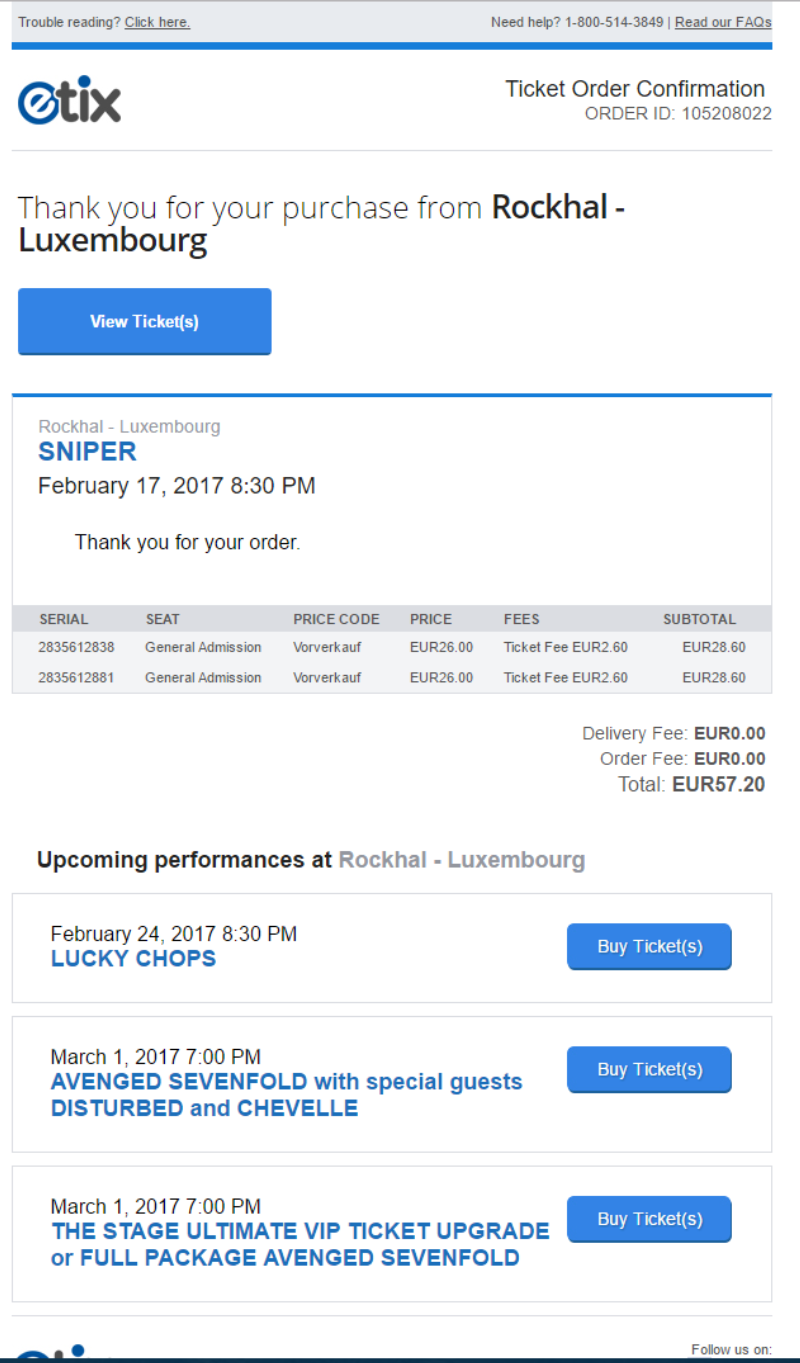 Trouble reading? Click here.
Need help? 1-800-514-3849 | Read our FAQs
etix
Ticket Order Confirmation
ORDER ID: 105208022
Thank you for your purchase from Rockhal -
Luxembourg
View Ticket(s)
Rockhal - Luxembourg
SNIPER
February 17, 2017 8:30 PM
Thank you for your order.
SERIAL SEAT PRICE CODE PRICE FEES SUBTOTAL
2835612838 General Admission Vorverkauf EUR26.00 Ticket Fee EUR2.60 EUR28.60
2835612881 General Admission Vorverkauf EUR26.00 Ticket Fee EUR2.60 EUR28.60
Delivery Fee: EUR0.00
Order Fee: EUR0.00
Total: EUR57.20
Upcoming performances at Rockhal - Luxembourg
February 24, 2017 8:30 PM
LUCKY CHOPS
Buy Ticket(s)
March 1, 2017 7:00 PM
AVENGED SEVENFOLD with special guests
DISTURBED and CHEVELLE
Buy Ticket(s)
March 1, 2017 7:00 PM
THE STAGE ULTIMATE VIP TICKET UPGRADE
or FULL PACKAGE AVENGED SEVENFOLD
Buy Ticket(s)
Follow us on: